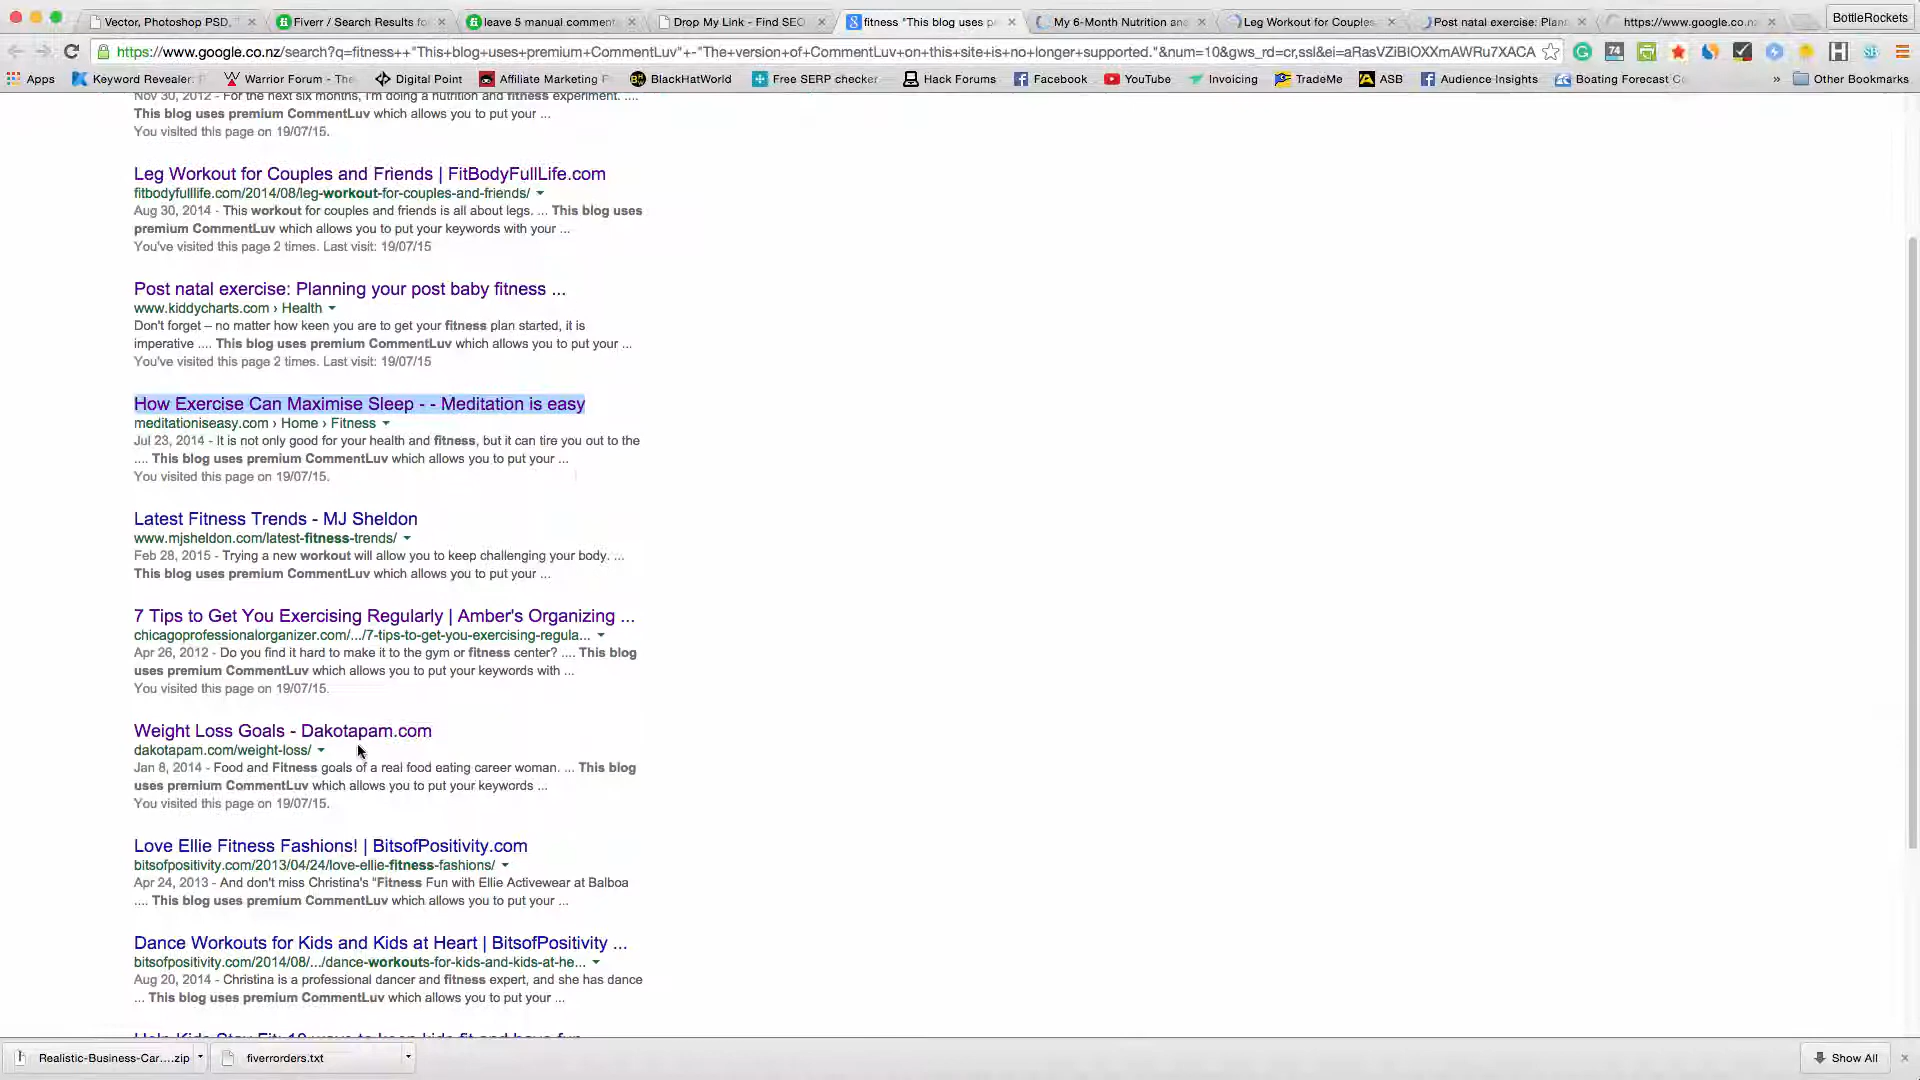 Vector, Photoshop PSD,
Fiverr / Search Results for
leave 5 manual comment
Drop My Link - Find SEO
fitness "This blog uses p
My 6-Month Nutrition and
Leg Workout for Couples
Post natal exercise: Plann
https://www.google.co.nz
BottleRockets
https://www.google.co.nz/search?q=fitness++"This+blog+uses+premium+CommentLuv"+-"The+version+of+CommentLuv+on+this+site+is+no+longer+supported."&num=10&gws_rd=cr,ssl&ei=aRasVZiBIOXXmAWRu7XACA
74
Apps
Keyword Revealer:
Warrior Forum - The
Digital Point
Affiliate Marketing F
BlackHatWorld
Free SERP checker
Hack Forums
Facebook
YouTube
Invoicing
TradeMe
ASB
Audience Insights
Boating Forecast Gc
»
Other Bookmarks
Nov 30, 2012 - For the next six months, I'm doing a nutrition and fitness experiment. ....
This blog uses premium CommentLuv which allows you to put your ...
You visited this page on 19/07/15.
Leg Workout for Couples and Friends | FitBodyFullLife.com
fitbodyfulllife.com/2014/08/leg-workout-for-couples-and-friends/
Aug 30, 2014 - This workout for couples and friends is all about legs. ... This blog uses
premium CommentLuv which allows you to put your keywords with your ...
You've visited this page 2 times. Last visit: 19/07/15
Post natal exercise: Planning your post baby fitness ...
www.kiddycharts.com › Health
Don't forget – no matter how keen you are to get your fitness plan started, it is
imperative .... This blog uses premium CommentLuv which allows you to put your ...
You've visited this page 2 times. Last visit: 19/07/15
How Exercise Can Maximise Sleep - - Meditation is easy
meditationiseasy.com › Home › Fitness
Jul 23, 2014 - It is not only good for your health and fitness, but it can tire you out to the
.... This blog uses premium CommentLuv which allows you to put your ...
You visited this page on 19/07/15.
Latest Fitness Trends - MJ Sheldon
www.mjsheldon.com/latest-fitness-trends/
Feb 28, 2015 - Trying a new workout will allow you to keep challenging your body. ...
This blog uses premium CommentLuv which allows you to put your ...
7 Tips to Get You Exercising Regularly | Amber's Organizing ...
chicagoprofessionalorganizer.com/.../7-tips-to-get-you-exercising-regula...
Apr 26, 2012 - Do you find it hard to make it to the gym or fitness center? .... This blog
uses premium CommentLuv which allows you to put your keywords with ...
You visited this page on 19/07/15.
Weight Loss Goals - Dakotapam.com
dakotapam.com/weight-loss/
Jan 8, 2014 - Food and Fitness goals of a real food eating career woman. ... This blog
uses premium CommentLuv which allows you to put your keywords ...
You visited this page on 19/07/15.
Love Ellie Fitness Fashions! | BitsofPositivity.com
bitsofpositivity.com/2013/04/24/love-ellie-fitness-fashions/
Apr 24, 2013 - And don't miss Christina's "Fitness Fun with Ellie Activewear at Balboa
.... This blog uses premium CommentLuv which allows you to put your ...
Dance Workouts for Kids and Kids at Heart | BitsofPositivity ...
bitsofpositivity.com/2014/08/.../dance-workouts-for-kids-and-kids-at-he...
Aug 20, 2014 - Christina is a professional dancer and fitness expert, and she has dance
... This blog uses premium CommentLuv which allows you to put your ...
Help Kids Stay Fit: 10 ways to keep kids fit and have fun
Realistic-Business-Car....zip
fiverrorders.txt
Show All